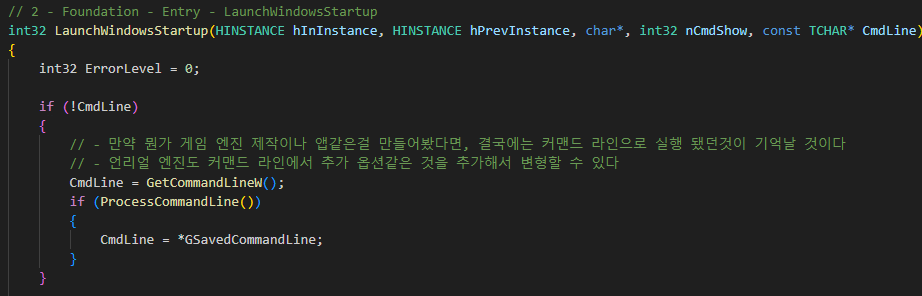 // 2 - Foundation - Entry - LaunchWindowsStartup
int32 LaunchWindowsStartup(HINSTANCE hInInstance, HINSTANCE hPrevInstance, char*, int32 nCmdShow, const TCHAR* CmdLine)
{
    int32 ErrorLevel = 0;

    if (!CmdLine)
    {
        // - 만약 뭔가 게임 엔진 제작이나 앱같은걸 만들어봤다면, 결국에는 커맨드 라인으로 실행 됐던것이 기억날 것이다
        // - 언리얼 엔진도 커맨드 라인에서 추가 옵션같은 것을 추가해서 변형할 수 있다
        CmdLine = GetCommandLineW();
        if (ProcessCommandLine())
        {
            CmdLine = *GSavedCommandLine;
        }
    }